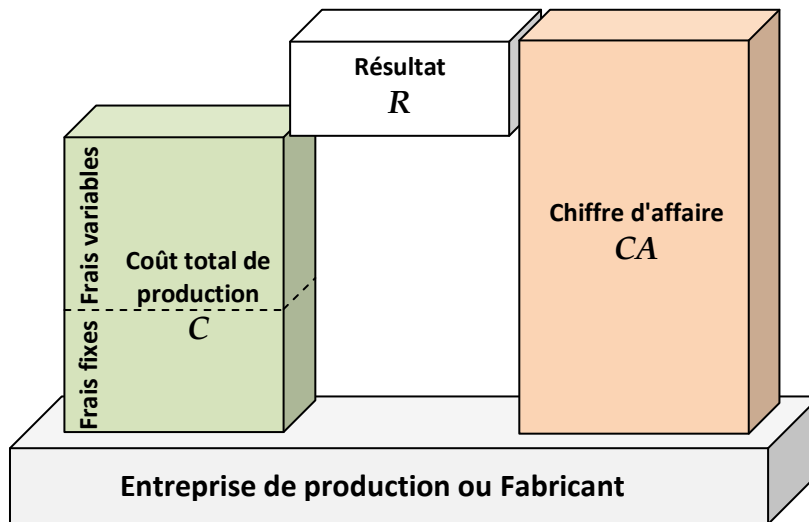 Résultat
R
Frais variables
Frais fixes
Coût total de
production
C
Chiffre d'affaire
CA
Entreprise de production ou Fabricant